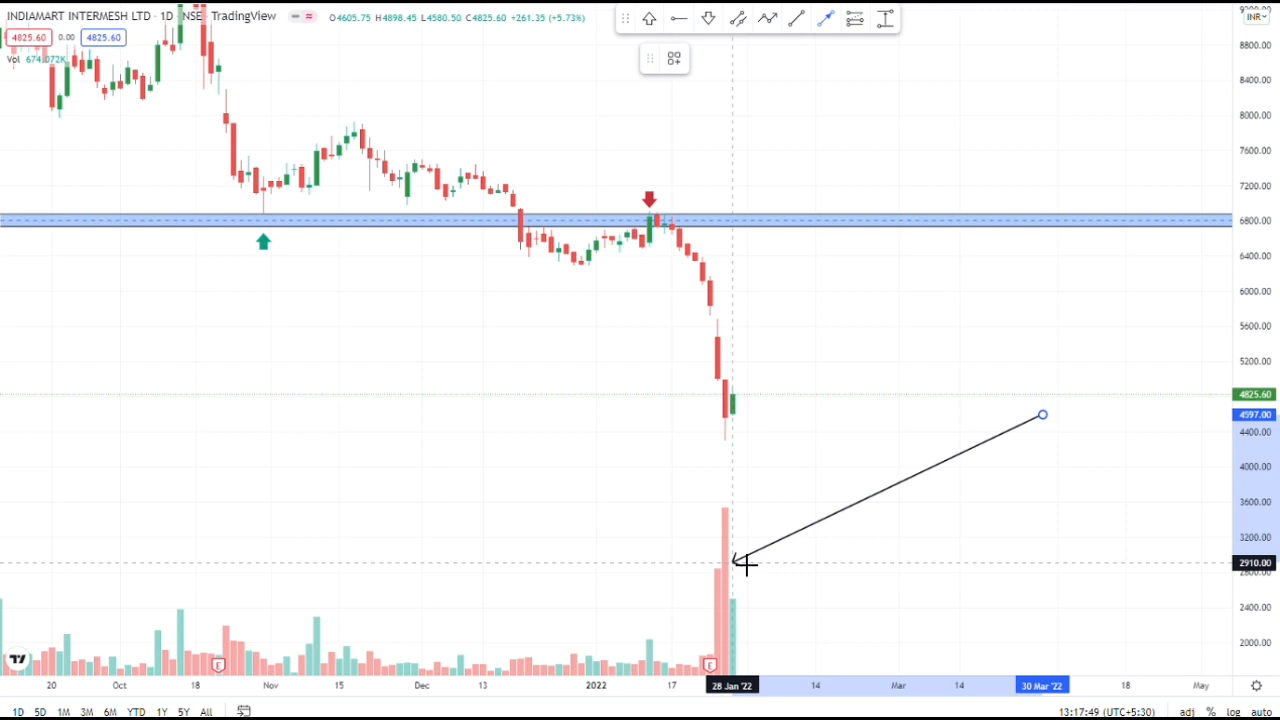 INDIAMART INTERMESH LTD · 1D · NSE · TradingView O4605.75 H4898.45 L4580.50 C4825.60 +261.35 (+5.73%)
4825.60 0.00 4825.60
Vol 674.072K
INR
8800.00
8400.00
8000.00
7600.00
7200.00
6800.00
6400.00
6000.00
5600.00
5200.00
4825.60
4597.00
4400.00
4000.00
3600.00
3200.00
2910.00
2800.00
2400.00
2000.00
E E
20 Oct 18 Nov 15 Dec 13 2022 17 28 Jan '22 14 Mar 14 30 Mar '22 18 May
1D 5D 1M 3M 6M YTD 1Y 5Y All 13:17:49 (UTC+5:30) adj % log auto